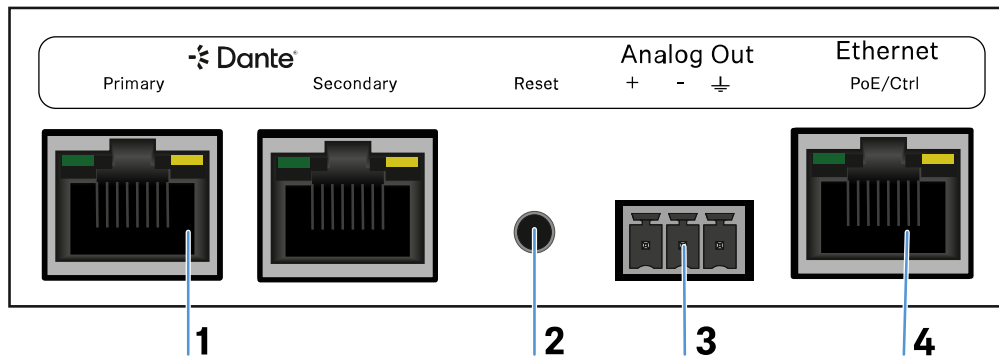 Dante®
Analog Out
Ethernet
Primary
Secondary
Reset
+ - ⏚
PoE/Ctrl
1
2
3
4